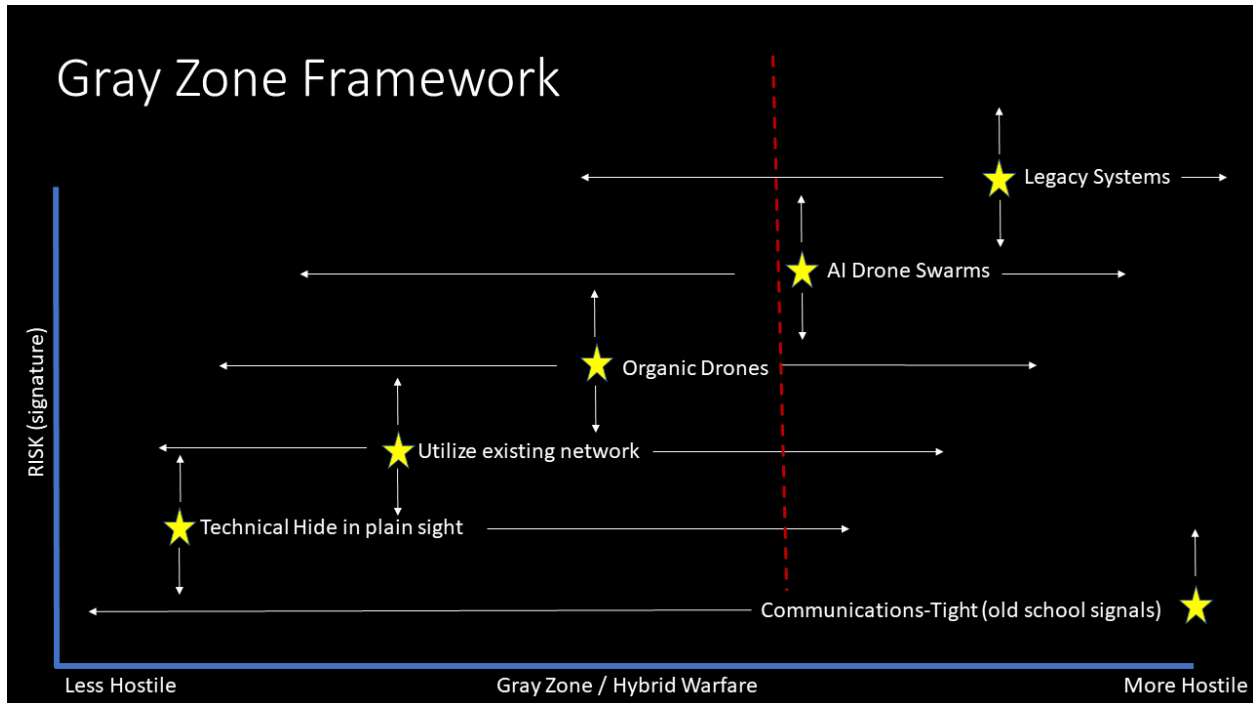 Gray Zone Framework
Legacy Systems
AI Drone Swarms
Organic Drones
Utilize existing network
Technical Hide in plain sight
Communications-Tight (old school signals)
RISK (signature)
Less Hostile
Gray Zone / Hybrid Warfare
More Hostile